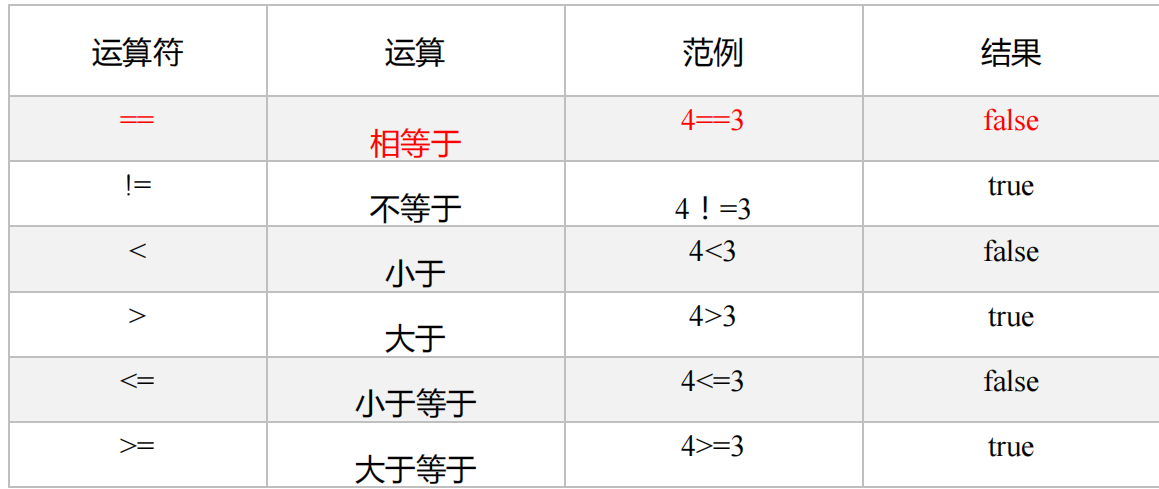 运算符 运算 范例 结果
== 相等于 4==3 false
!= 不等于 4！=3 true
< 小于 4<3 false
> 大于 4>3 true
<= 小于等于 4<=3 false
>= 大于等于 4>=3 true